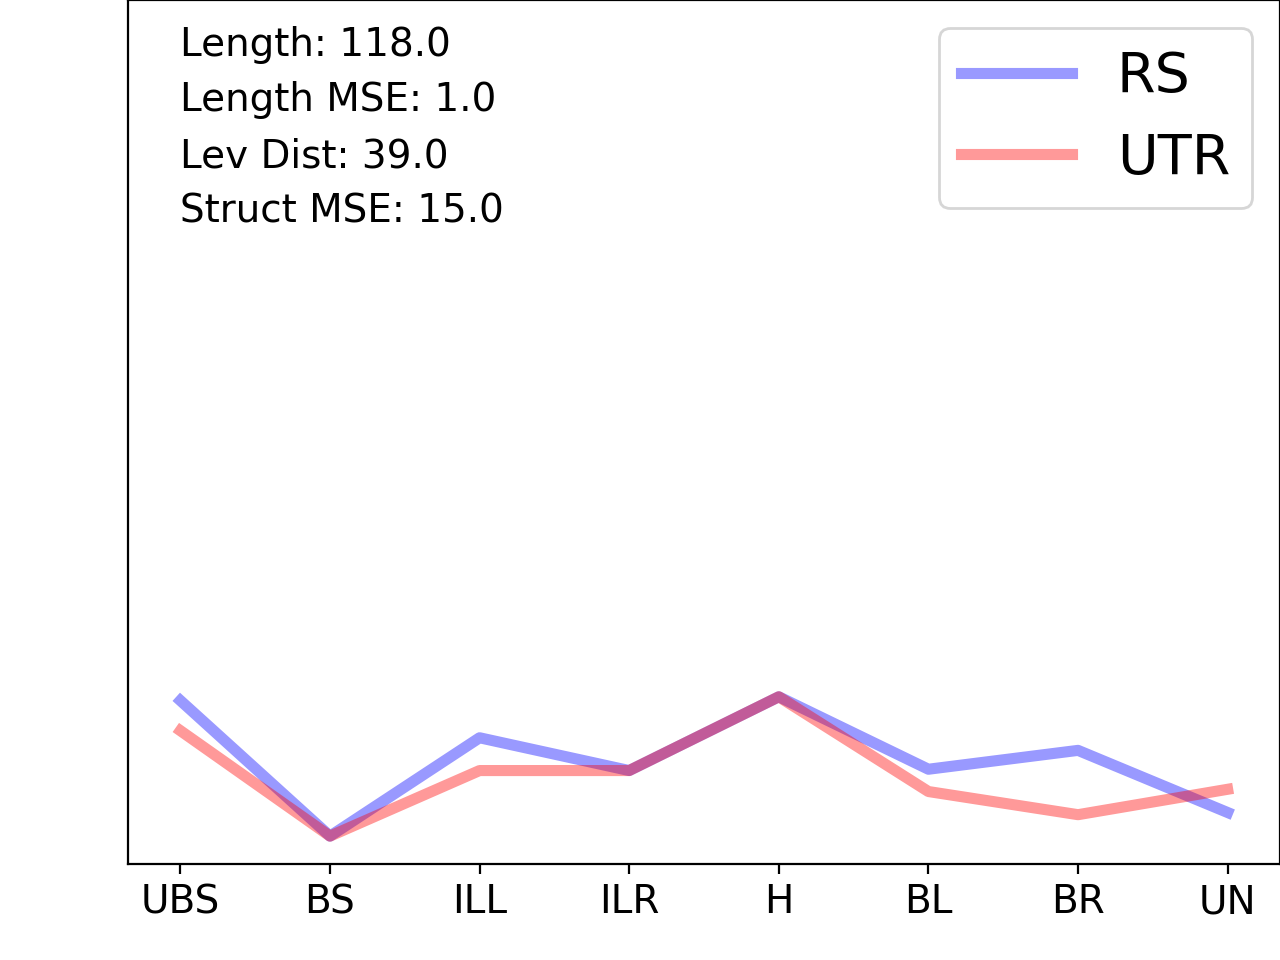 Length: 118.0
Length MSE: 1.0
Lev Dist: 39.0
Struct MSE: 15.0
RS
UTR
UBS BS ILL ILR H BL BR UN